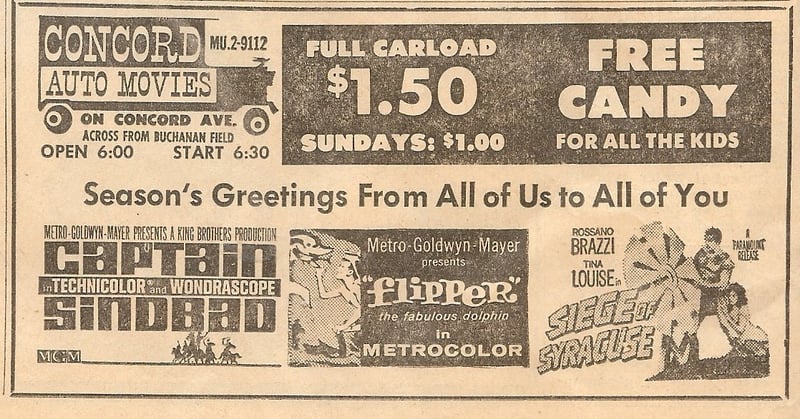 CONCORD
MU.2-9112
AUTO MOVIES
ON CONCORD AVE.
ACROSS FROM BUCHANAN FIELD
OPEN 6:00 START 6:30
FULL CARLOAD
$1.50
SUNDAYS: $1.00
FREE
CANDY
FOR ALL THE KIDS
Season's Greetings From All of Us to All of You
METRO-GOLDWYN-MAYER PRESENTS A KING BROTHERS PRODUCTION
CAPTAIN
in TECHNICOLOR® and WONDRASCOPE
SINDBAD
MGM
Metro-Goldwyn-Mayer
presents
"flipper"
the fabulous dolphin
in
METROCOLOR
ROSSANO
BRAZZI
TINA
LOUISE in
SIEGE OF
SYRACUSE
A
PARAMOUNT
RELEASE